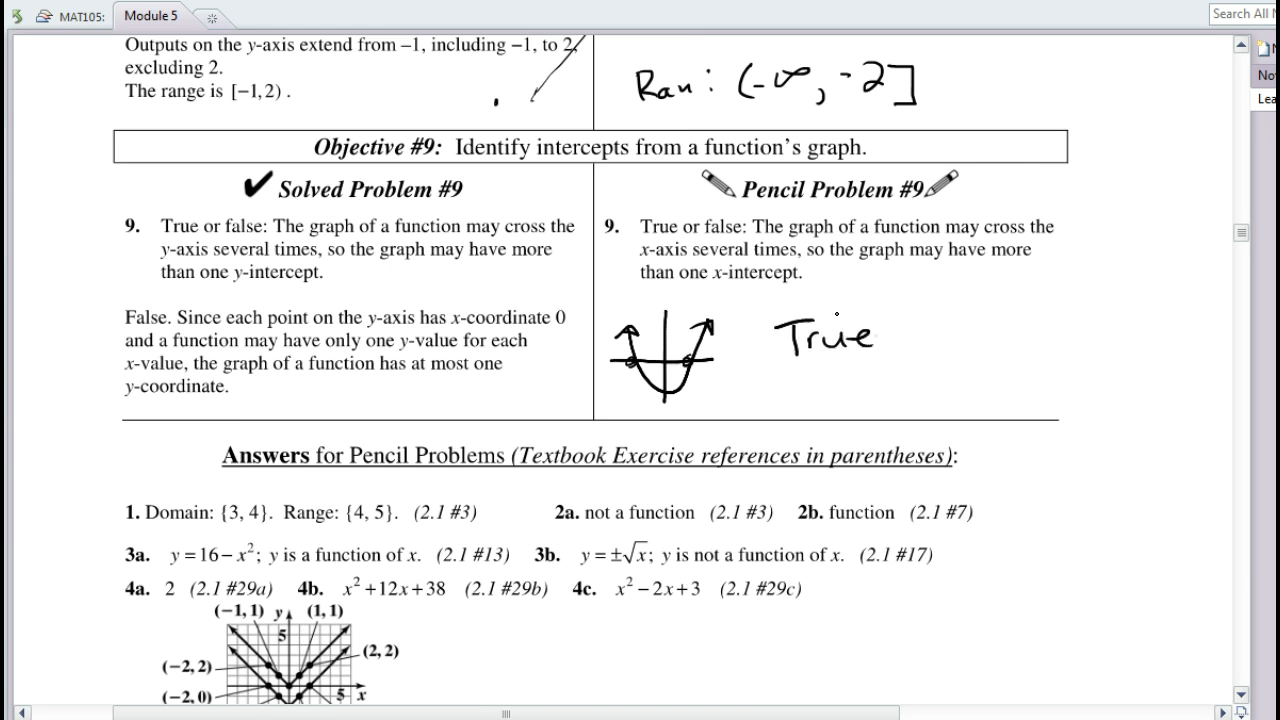 MAT105:
Module 5
Search All N
No
Lea
Outputs on the y-axis extend from −1, including −1, to 2,
excluding 2.
The range is [−1,2) .
Ran : (-∞, -2]
Objective #9: Identify intercepts from a function's graph.
✔ Solved Problem #9
9. True or false: The graph of a function may cross the
y-axis several times, so the graph may have more
than one y-intercept.
False. Since each point on the y-axis has x-coordinate 0
and a function may have only one y-value for each
x-value, the graph of a function has at most one
y-coordinate.
Pencil Problem #9
9. True or false: The graph of a function may cross the
x-axis several times, so the graph may have more
than one x-intercept.
True
Answers for Pencil Problems (Textbook Exercise references in parentheses):
1. Domain: {3, 4}. Range: {4, 5}. (2.1 #3) 2a. not a function (2.1 #3) 2b. function (2.1 #7)
3a. y = 16 − x²; y is a function of x. (2.1 #13) 3b. y = ±√x; y is not a function of x. (2.1 #17)
4a. 2 (2.1 #29a) 4b. x² +12x+38 (2.1 #29b) 4c. x² − 2x+3 (2.1 #29c)
(−1, 1) y (1, 1)
5
(2, 2)
(−2, 2)
(−2, 0)
5 x